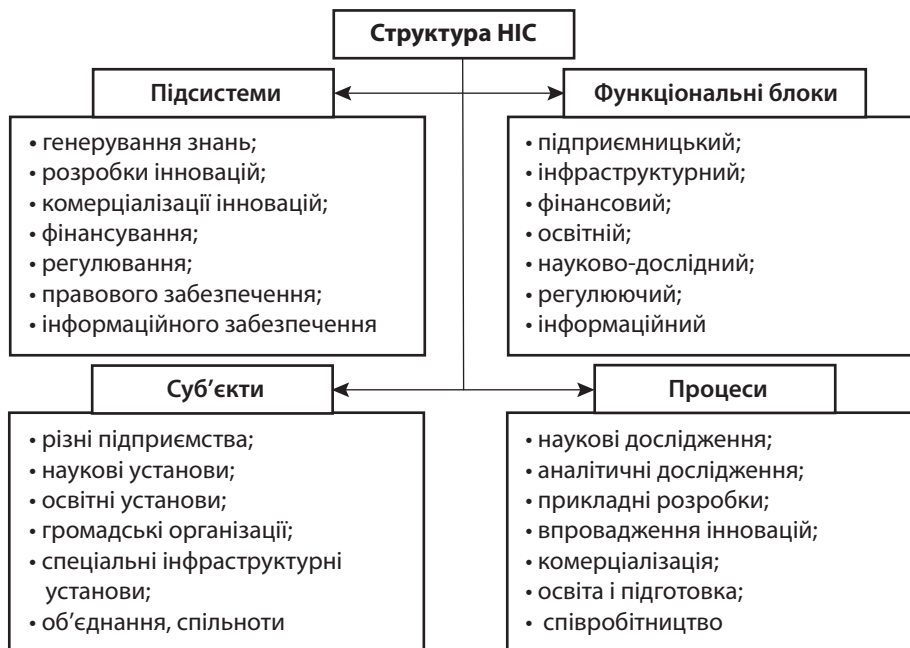 Структура НІС
Підсистеми
• генерування знань;
• розробки інновацій;
• комерціалізації інновацій;
• фінансування;
• регулювання;
• правового забезпечення;
• інформаційного забезпечення
Функціональні блоки
• підприємницький;
• інфраструктурний;
• фінансовий;
• освітній;
• науково-дослідний;
• регулюючий;
• інформаційний
Суб’єкти
• різні підприємства;
• наукові установи;
• освітні установи;
• громадські організації;
• спеціальні інфраструктурні
установи;
• об’єднання, спільноти
Процеси
• наукові дослідження;
• аналітичні дослідження;
• прикладні розробки;
• впровадження інновацій;
• комерціалізація;
• освіта і підготовка;
• співробітництво